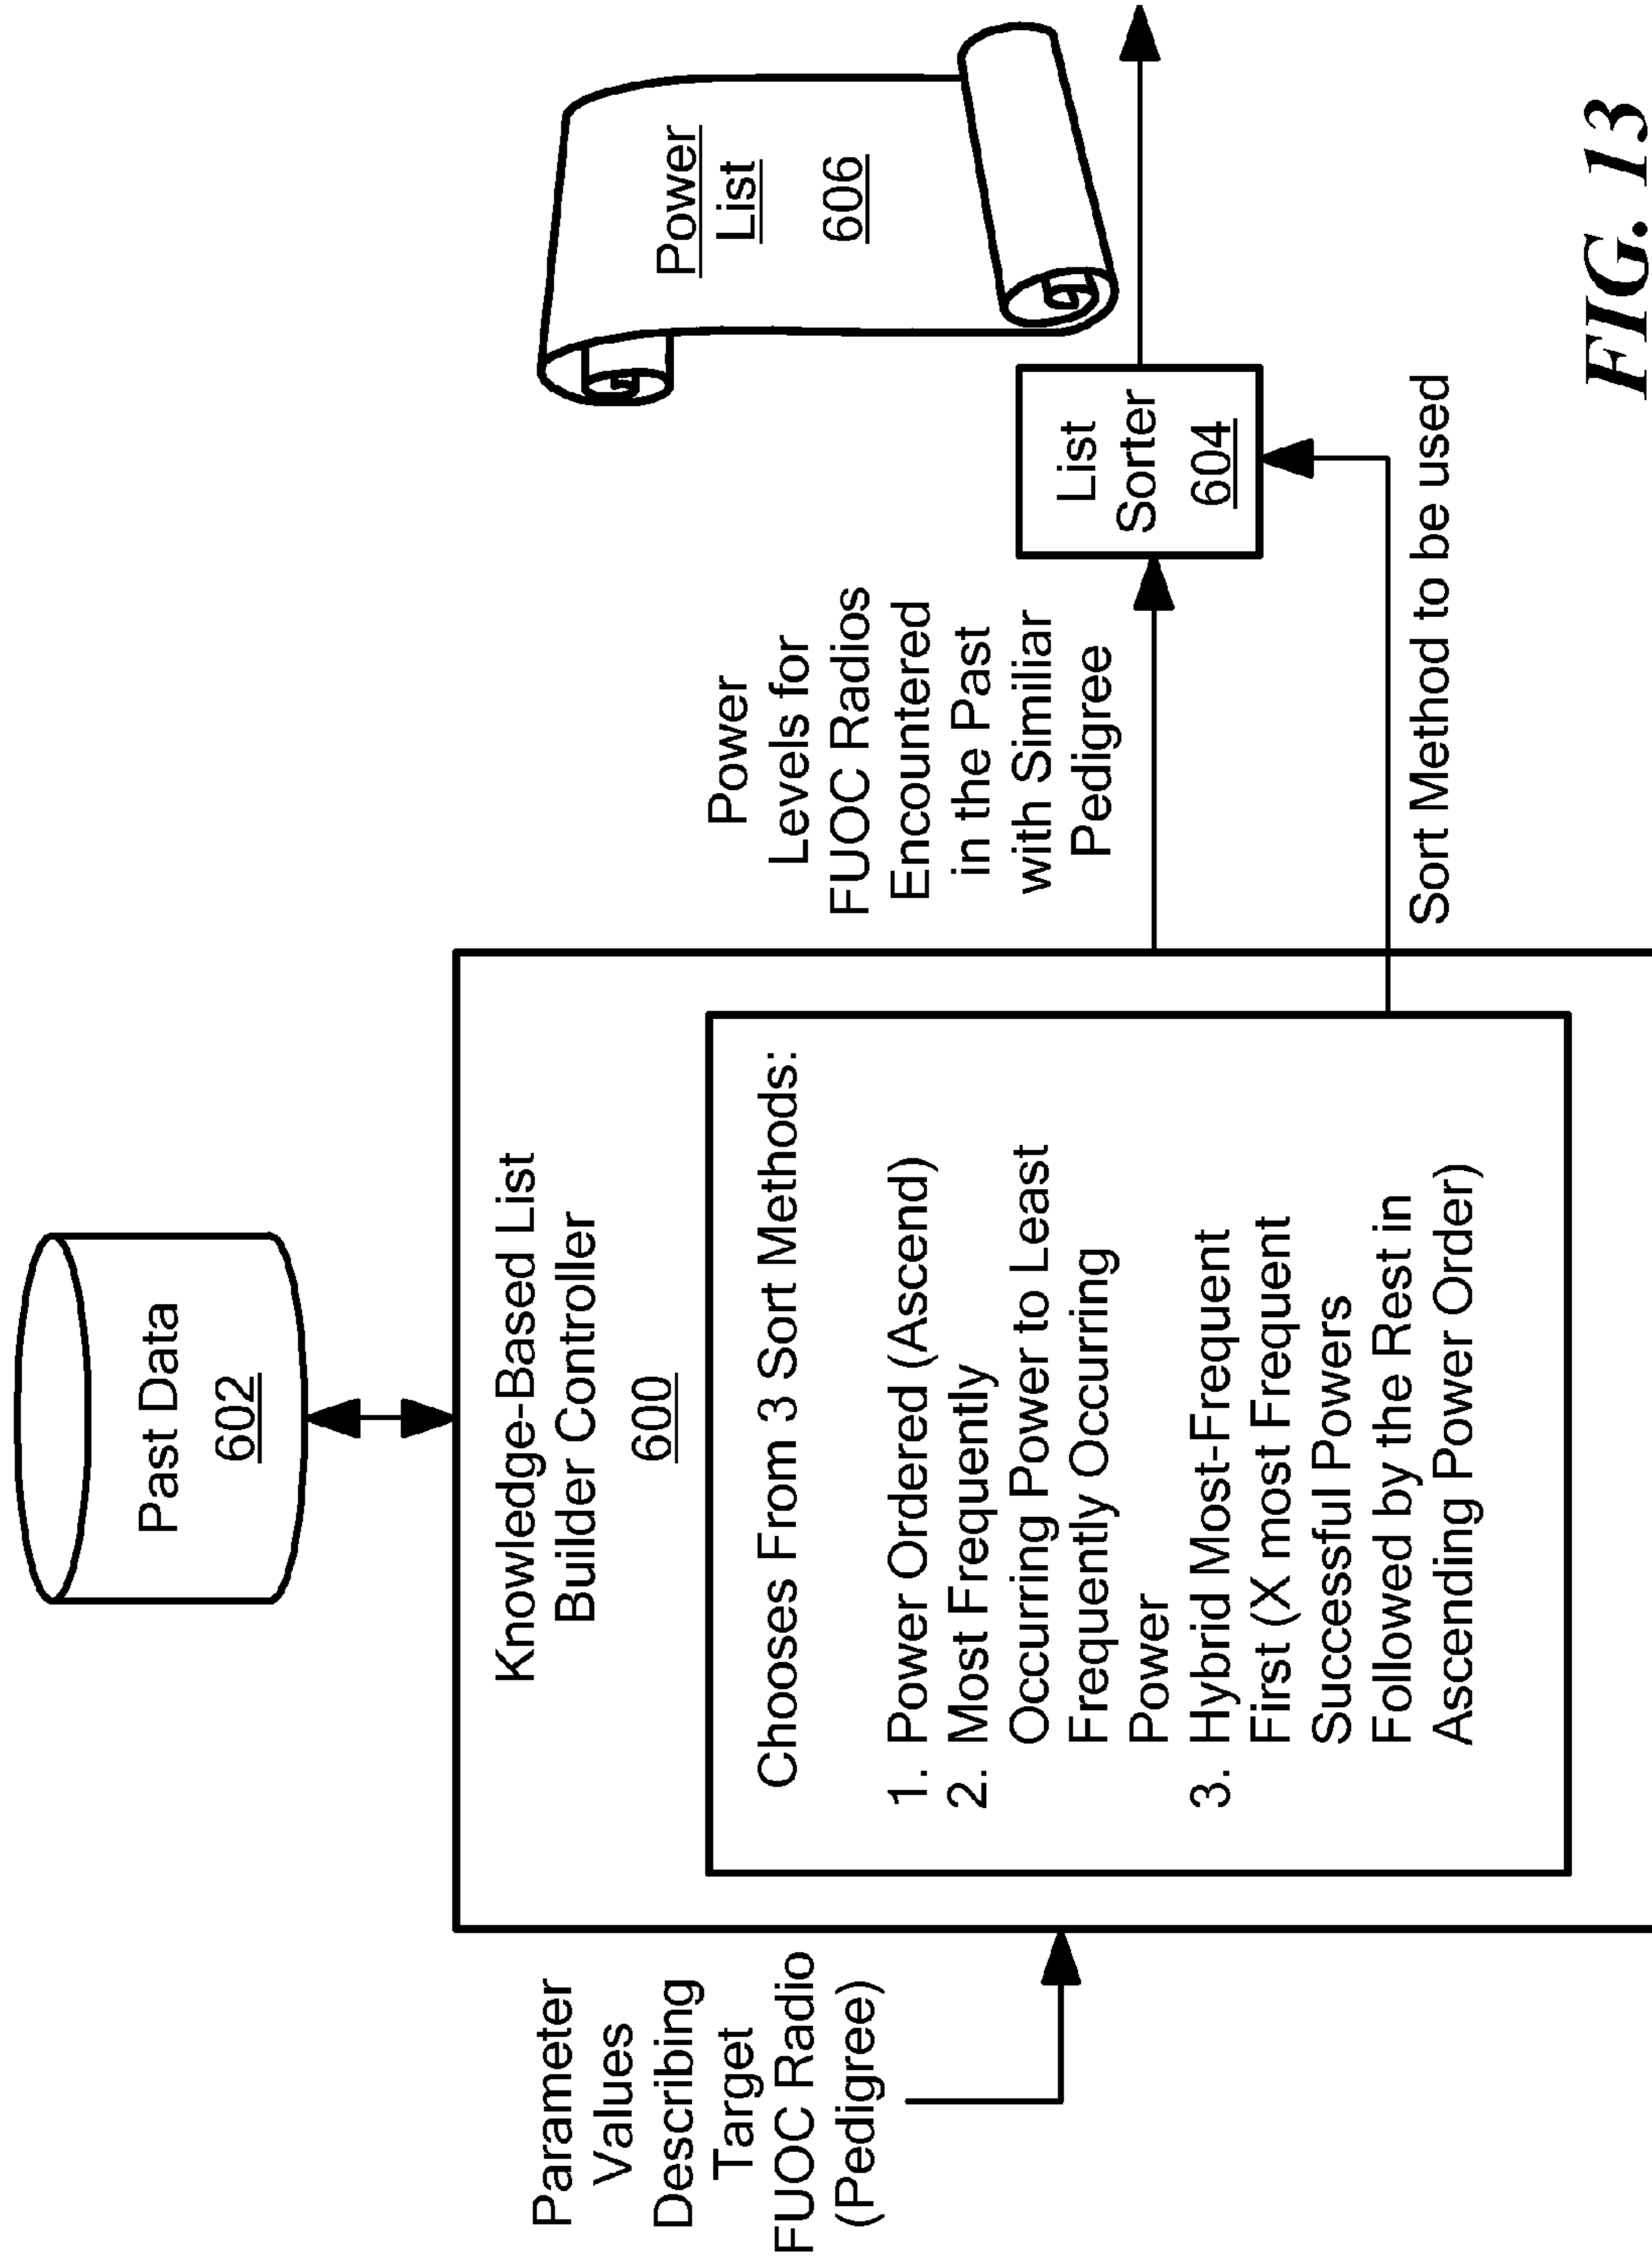 Past Data
602
Parameter
Values
Describing
Target
FUOC Radio
(Pedigree)
Knowledge-Based List
Builder Controller
600
Chooses From 3 Sort Methods:
1. Power Ordered (Ascend)
2. Most Frequently
Occurring Power to Least
Frequently Occurring
Power
3. Hybrid Most-Frequent
First (X most Frequent
Successful Powers
Followed by the Rest in
Ascending Power Order)
Power
Levels for
FUOC Radios
Encountered
in the Past
with Similiar
Pedigree
Sort Method to be used
List
Sorter
604
Power
List
606
FIG. 13